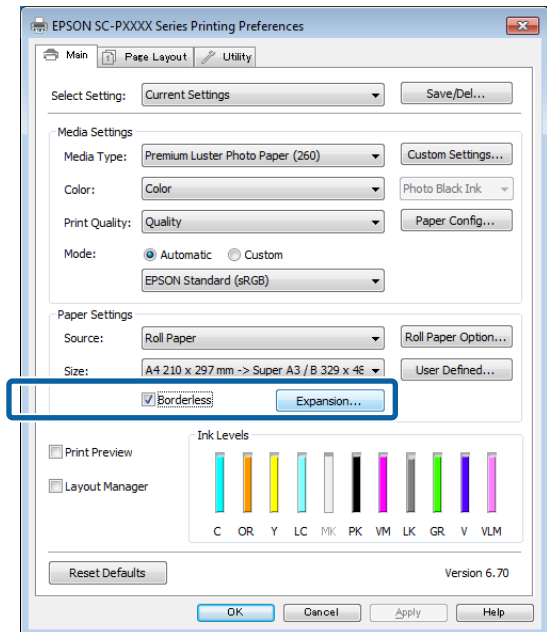 EPSON SC-PXXXX Series Printing Preferences
Main
Page Layout
Utility
Select Setting: Current Settings Save/Del...
Media Settings
Media Type: Premium Luster Photo Paper (260) Custom Settings...
Color: Color Photo Black Ink
Print Quality: Quality Paper Config...
Mode: Automatic Custom
EPSON Standard (sRGB)
Paper Settings
Source: Roll Paper Roll Paper Option...
Size: A4 210 x 297 mm -> Super A3 / B 329 x 48 User Defined...
Borderless Expansion...
Print Preview
Layout Manager
Ink Levels
C OR Y LC MK PK VM LK GR V VLM
Reset Defaults Version 6.70
OK Cancel Apply Help